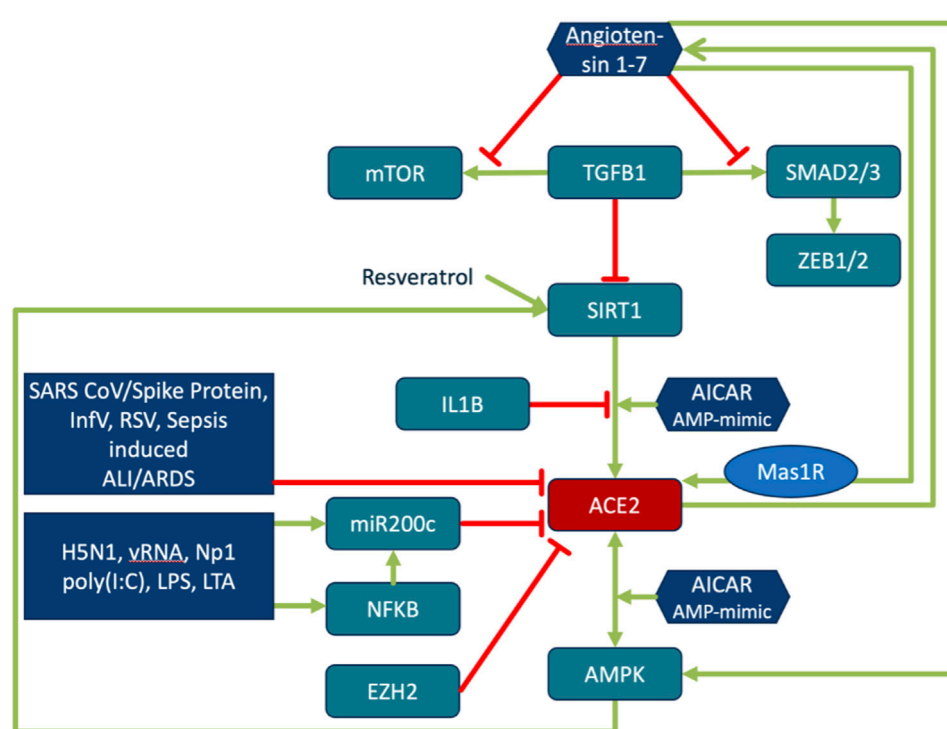 Angioten-
sin 1-7
mTOR
TGFB1
SMAD2/3
ZEB1/2
Resveratrol
SIRT1
SARS CoV/Spike Protein,
InfV, RSV, Sepsis
induced
ALI/ARDS
IL1B
AICAR
AMP-mimic
Mas1R
ACE2
miR200c
H5N1, vRNA, Np1
poly(I:C), LPS, LTA
NFKB
AICAR
AMP-mimic
EZH2
AMPK